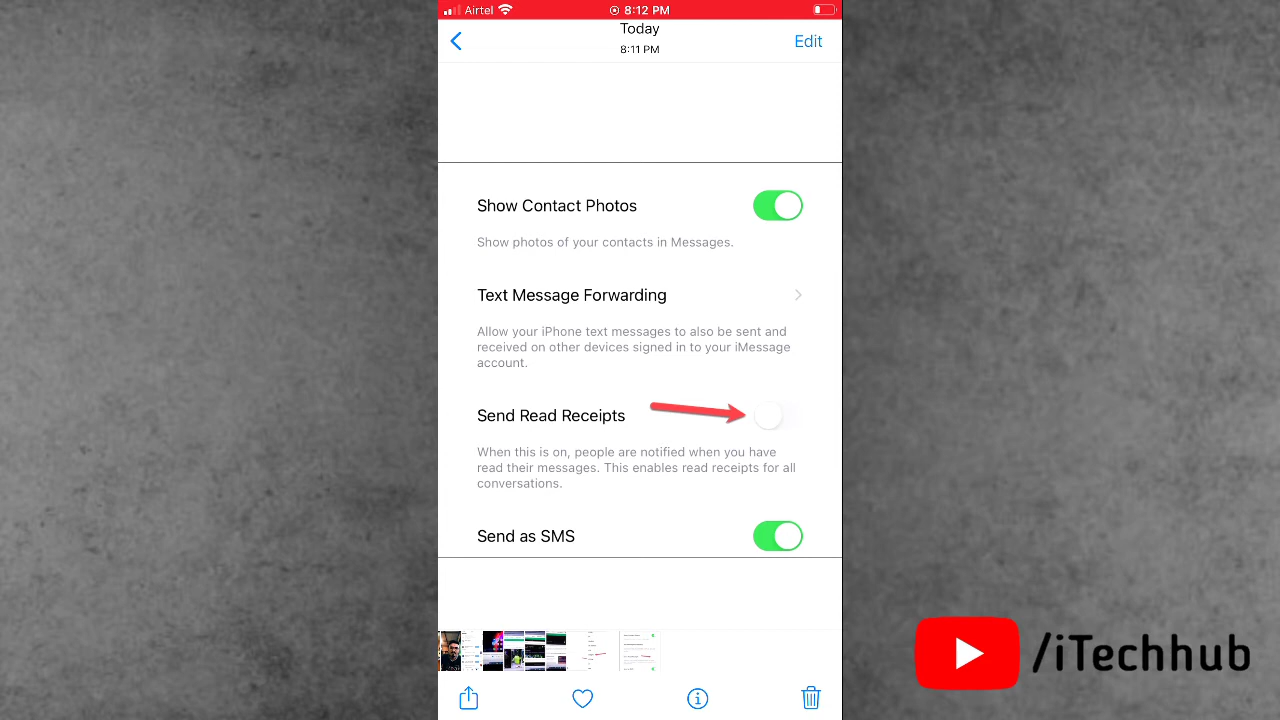 Airtel
8:12 PM
Today
8:11 PM
Edit
Show Contact Photos
Show photos of your contacts in Messages.
Text Message Forwarding
Allow your iPhone text messages to also be sent and
received on other devices signed in to your iMessage
account.
Send Read Receipts
When this is on, people are notified when you have
read their messages. This enables read receipts for all
conversations.
Send as SMS
/iTechhub